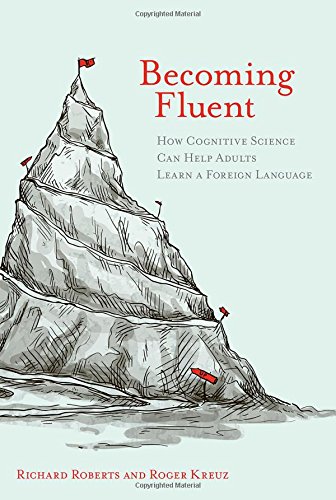 Copyrighted Material
Becoming
Fluent
How Cognitive Science
Can Help Adults
Learn a Foreign Language
Richard Roberts and Roger Kreuz
Copyrighted Material